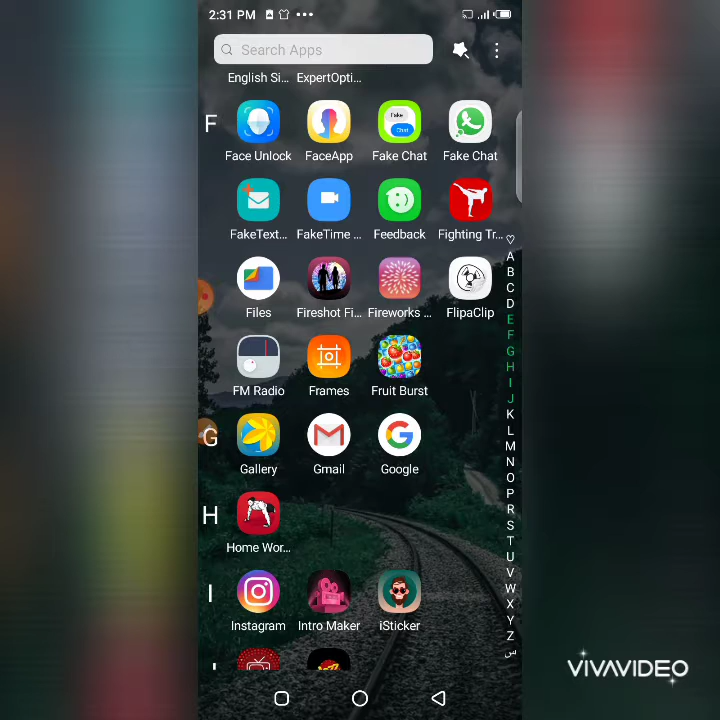 2:31 PM
Search Apps
English Si... ExpertOpti...
F
Face Unlock FaceApp Fake Chat Fake Chat
Fake
Chat
FakeText... FakeTime ... Feedback Fighting Tr...
Files Fireshot Fi... Fireworks ... FlipaClip
FM Radio Frames Fruit Burst
G
Gallery Gmail Google
H
Home Wor...
I
Instagram Intro Maker iSticker
A
B
C
D
E
F
G
H
I
J
K
L
M
N
O
P
R
S
T
U
V
W
X
Y
Z
س
VIVAVIDEO